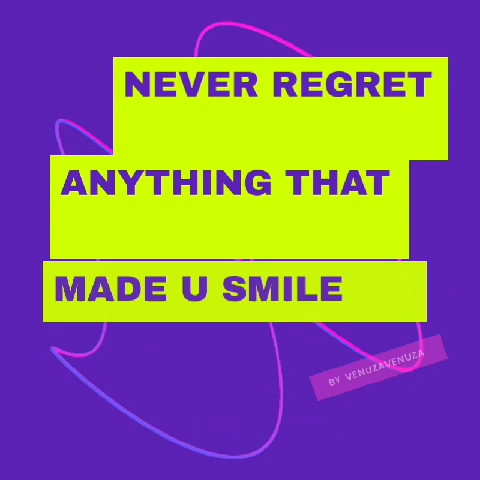 NEVER REGRET
ANYTHING THAT
MADE U SMILE
BY VENUZAVENUZA